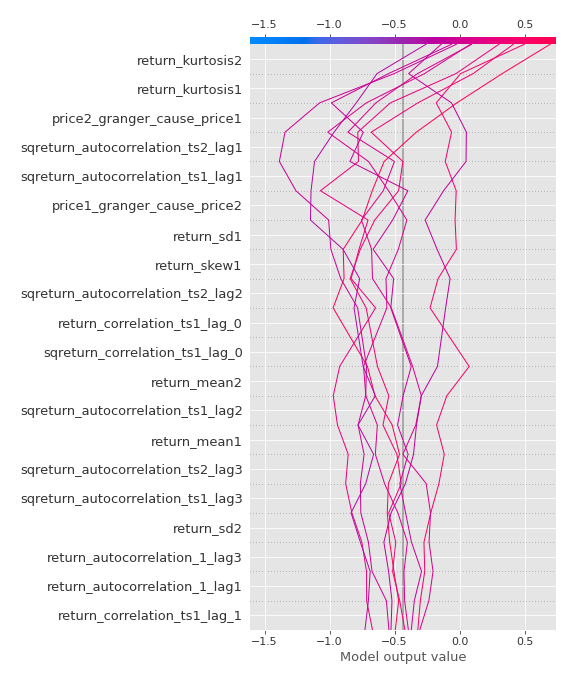 −1.5 −1.0 −0.5 0.0 0.5
return_kurtosis2
return_kurtosis1
price2_granger_cause_price1
sqreturn_autocorrelation_ts2_lag1
sqreturn_autocorrelation_ts1_lag1
price1_granger_cause_price2
return_sd1
return_skew1
sqreturn_autocorrelation_ts2_lag2
return_correlation_ts1_lag_0
sqreturn_correlation_ts1_lag_0
return_mean2
sqreturn_autocorrelation_ts1_lag2
return_mean1
sqreturn_autocorrelation_ts2_lag3
sqreturn_autocorrelation_ts1_lag3
return_sd2
return_autocorrelation_1_lag3
return_autocorrelation_1_lag1
return_correlation_ts1_lag_1
−1.5 −1.0 −0.5 0.0 0.5
Model output value